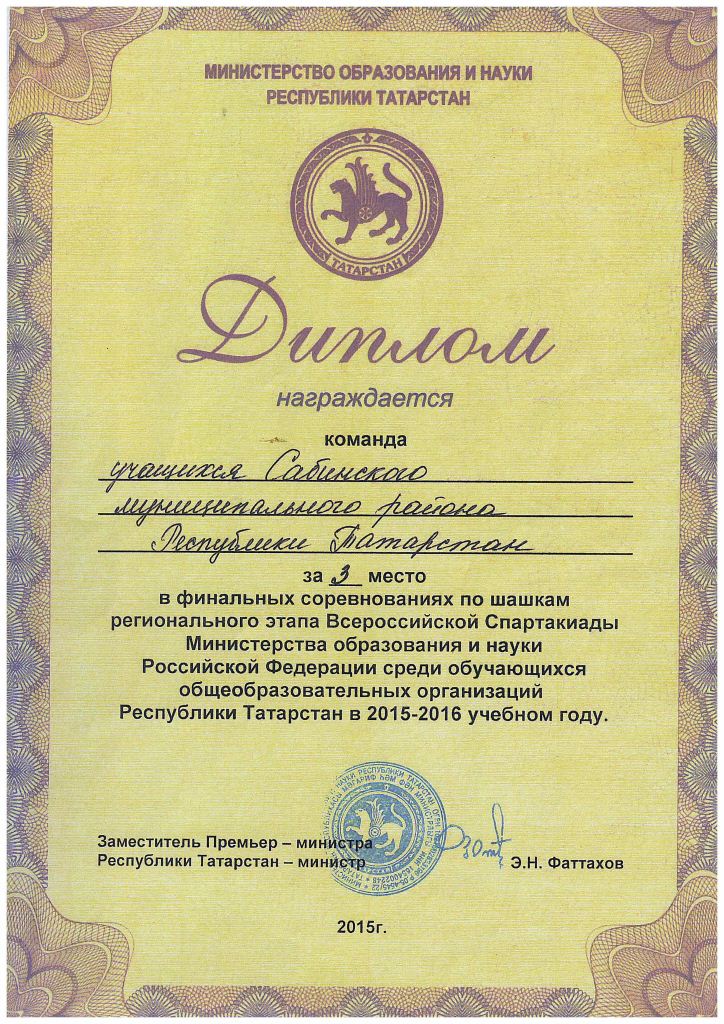 МИНИСТЕРСТВО ОБРАЗОВАНИЯ И НАУКИ
РЕСПУБЛИКИ ТАТАРСТАН
ТАТАРСТАН
Диплом
награждается
команда
учащихся Сабинского
муниципального района
Республики Татарстан
за 3 место
в финальных соревнованиях по шашкам
регионального этапа Всероссийской Спартакиады
Министерства образования и науки
Российской Федерации среди обучающихся
общеобразовательных организаций
Республики Татарстан в 2015-2016 учебном году.
Заместитель Премьер – министра
Республики Татарстан – министр
Э.Н. Фаттахов
2015г.